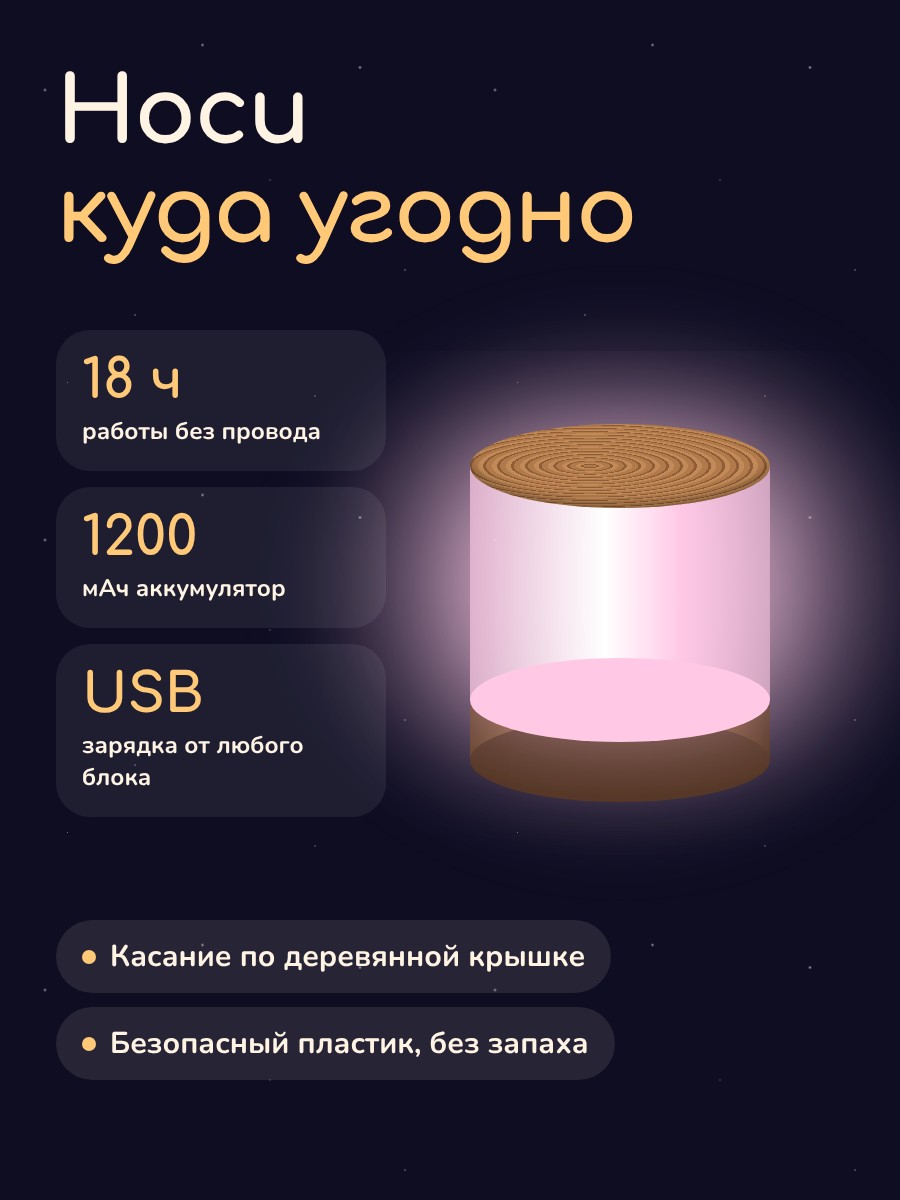 Носи
куда угодно
18 ч
работы без провода
1200
мАч аккумулятор
USB
зарядка от любого
блока
Касание по деревянной крышке
Безопасный пластик, без запаха